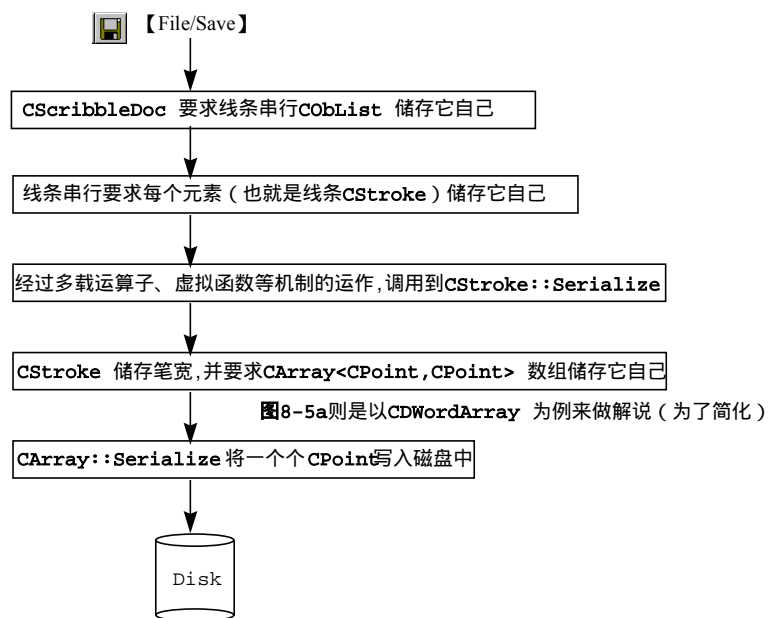 【File/Save】
CScribbleDoc 要求线条串行CObList 储存它自己
线条串行要求每个元素（也就是线条CStroke）储存它自己
经过多载运算子、虚拟函数等机制的运作,调用到CStroke::Serialize
CStroke 储存笔宽,并要求CArray<CPoint,CPoint> 数组储存它自己
图8-5a则是以CDWordArray 为例来做解说（为了简化）
CArray::Serialize 将一个个CPoint写入磁盘中
Disk